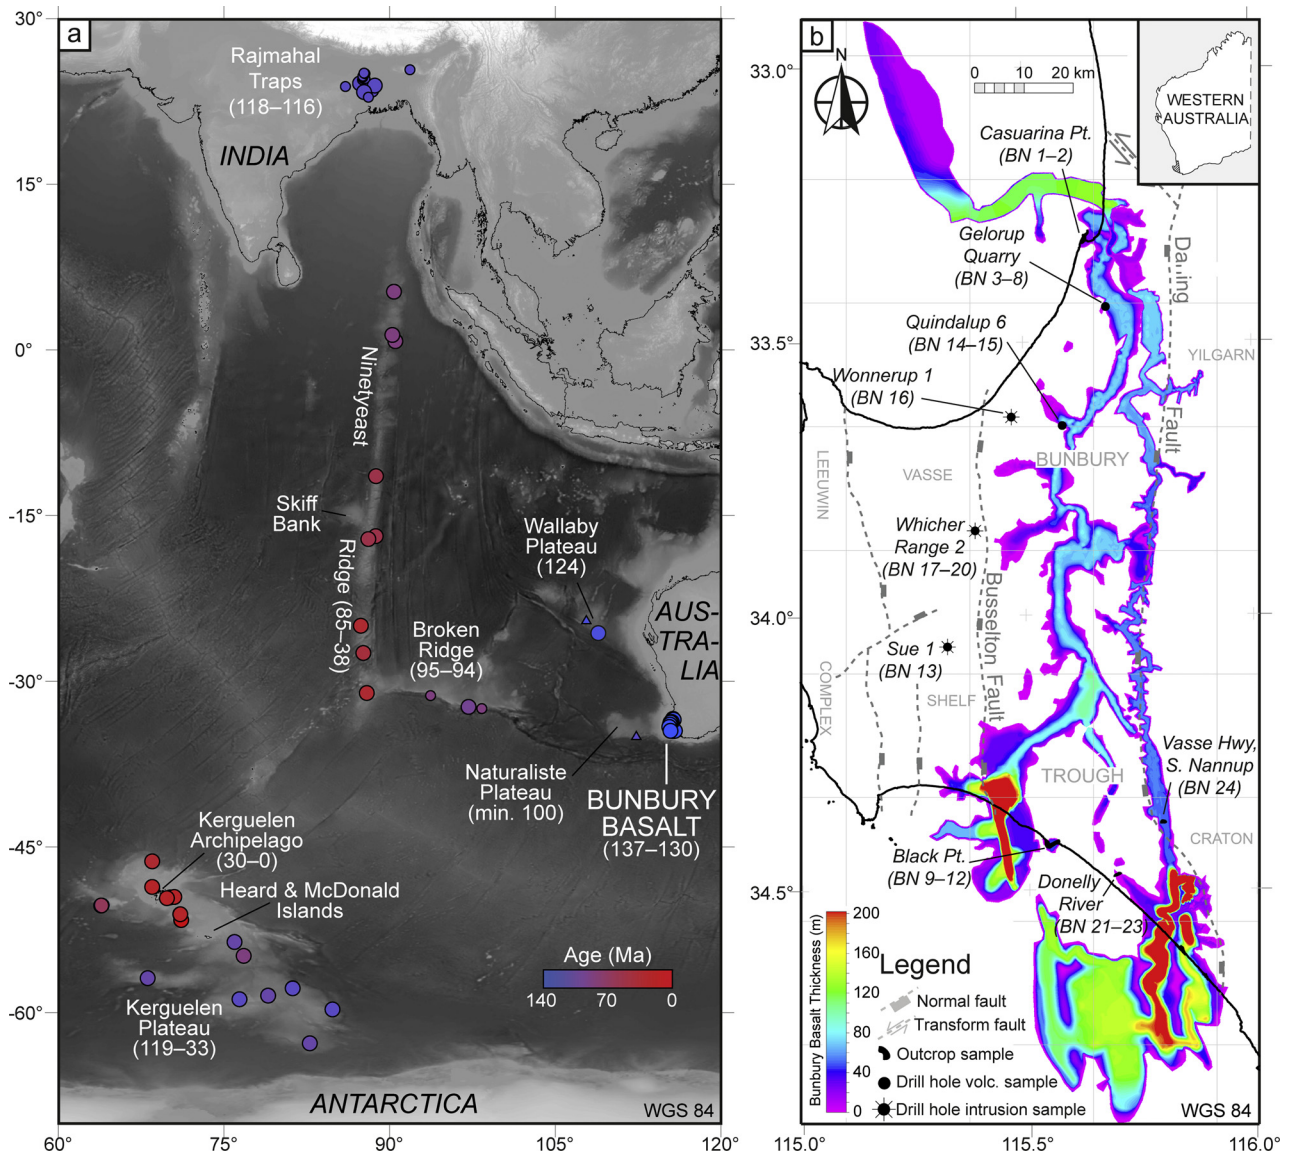 a
30°
15°
0°
-15°
-30°
-45°
-60°
60°
75°
90°
105°
120°
Rajmahal
Traps
(118–116)
INDIA
Ninetyeast
Ridge (85–38)
Skiff
Bank
Wallaby
Plateau
(124)
AUS-
TRA-
LIA
Broken
Ridge
(95–94)
Naturaliste
Plateau
(min. 100)
BUNBURY
BASALT
(137–130)
Kerguelen
Archipelago
(30–0)
Heard & McDonald
Islands
Kerguelen
Plateau
(119–33)
Age (Ma)
140
70
0
ANTARCTICA
WGS 84
b
N
0
10
20 km
WESTERN
AUSTRALIA
33.0°
33.5°
34.0°
34.5°
115.0°
115.5°
116.0°
Casuarina Pt.
(BN 1–2)
Gelorup
Quarry
(BN 3–8)
Quindalup 6
(BN 14–15)
Wonnerup 1
(BN 16)
Fault
YILGARN
LEEUWIN
VASSE
BUNBURY
Whicher
Range 2
(BN 17–20)
Busselton Fault
Sue 1
(BN 13)
COMPLEX
SHELF
TROUGH
Vasse Hwy,
S. Nannup
(BN 24)
CRATON
Black Pt.
(BN 9–12)
Donelly
River
(BN 21–23)
Bunbury Basalt Thickness (m)
200
160
120
80
40
0
Legend
Normal fault
Transform fault
Outcrop sample
Drill hole volc. sample
Drill hole intrusion sample
WGS 84